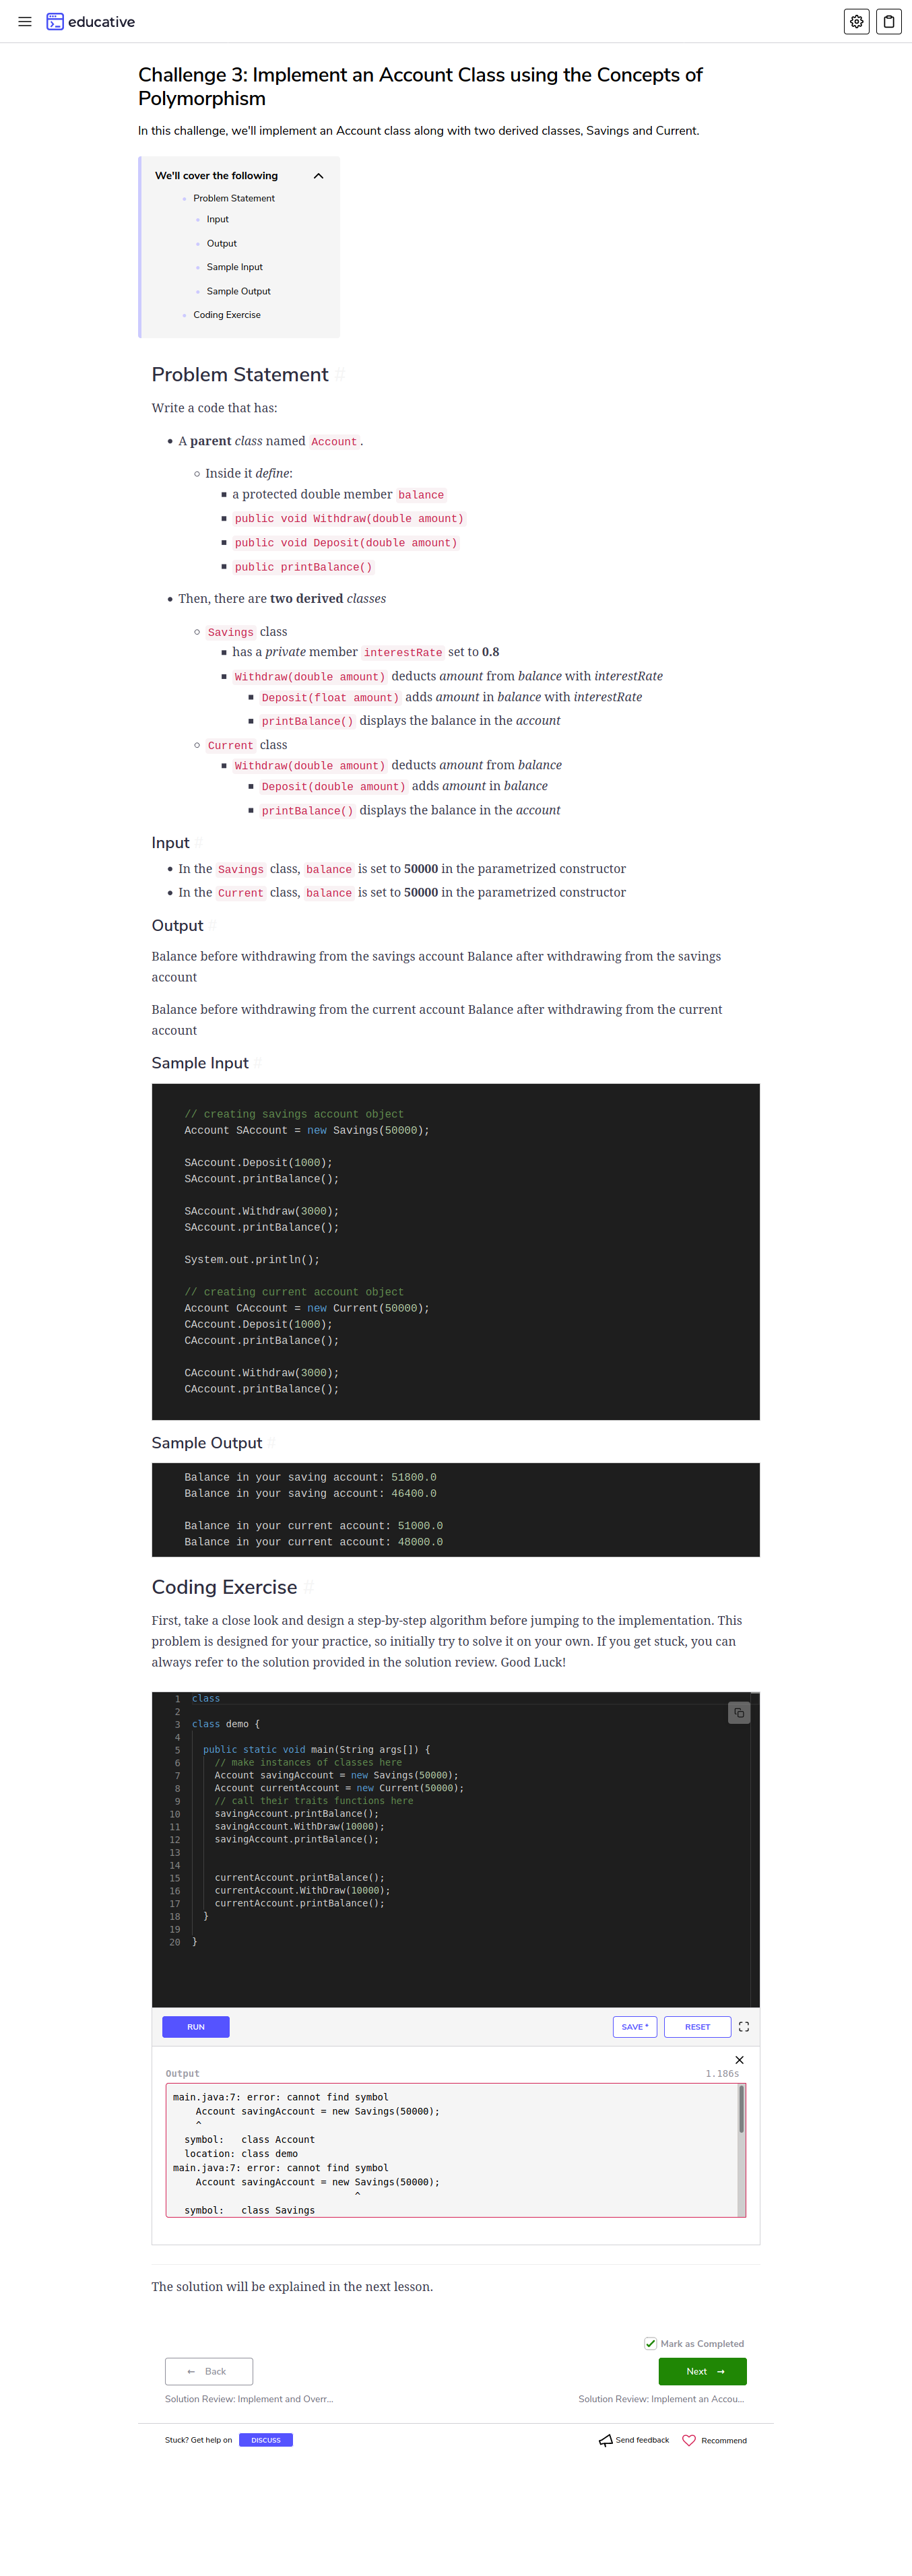 educative
Challenge 3: Implement an Account Class using the Concepts of
Polymorphism
In this challenge, we'll implement an Account class along with two derived classes, Savings and Current.
We'll cover the following
Problem Statement
Input
Output
Sample Input
Sample Output
Coding Exercise
Problem Statement #
Write a code that has:
A parent class named Account.
Inside it define:
a protected double member balance
public void Withdraw(double amount)
public void Deposit(double amount)
public printBalance()
Then, there are two derived classes
Savings class
has a private member interestRate set to 0.8
Withdraw(double amount) deducts amount from balance with interestRate
Deposit(float amount) adds amount in balance with interestRate
printBalance() displays the balance in the account
Current class
Withdraw(double amount) deducts amount from balance
Deposit(double amount) adds amount in balance
printBalance() displays the balance in the account
Input #
In the Savings class, balance is set to 50000 in the parametrized constructor
In the Current class, balance is set to 50000 in the parametrized constructor
Output #
Balance before withdrawing from the savings account Balance after withdrawing from the savings
account
Balance before withdrawing from the current account Balance after withdrawing from the current
account
Sample Input #
// creating savings account object
Account SAccount = new Savings(50000);
SAccount.Deposit(1000);
SAccount.printBalance();
SAccount.Withdraw(3000);
SAccount.printBalance();
System.out.println();
// creating current account object
Account CAccount = new Current(50000);
CAccount.Deposit(1000);
CAccount.printBalance();
CAccount.Withdraw(3000);
CAccount.printBalance();
Sample Output #
Balance in your saving account: 51800.0
Balance in your saving account: 46400.0
Balance in your current account: 51000.0
Balance in your current account: 48000.0
Coding Exercise #
First, take a close look and design a step-by-step algorithm before jumping to the implementation. This
problem is designed for your practice, so initially try to solve it on your own. If you get stuck, you can
always refer to the solution provided in the solution review. Good Luck!
1 class
2
3 class demo {
4
5 public static void main(String args[]) {
6 // make instances of classes here
7 Account savingAccount = new Savings(50000);
8 Account currentAccount = new Current(50000);
9 // call their traits functions here
10 savingAccount.printBalance();
11 savingAccount.WithDraw(10000);
12 savingAccount.printBalance();
13
14
15 currentAccount.printBalance();
16 currentAccount.WithDraw(10000);
17 currentAccount.printBalance();
18 }
19
20 }
RUN SAVE * RESET
Output 1.186s
main.java:7: error: cannot find symbol
Account savingAccount = new Savings(50000);
^
symbol: class Account
location: class demo
main.java:7: error: cannot find symbol
Account savingAccount = new Savings(50000);
^
symbol: class Savings
The solution will be explained in the next lesson.
Mark as Completed
← Back Next →
Solution Review: Implement and Overr... Solution Review: Implement an Accou...
Stuck? Get help on DISCUSS Send feedback Recommend